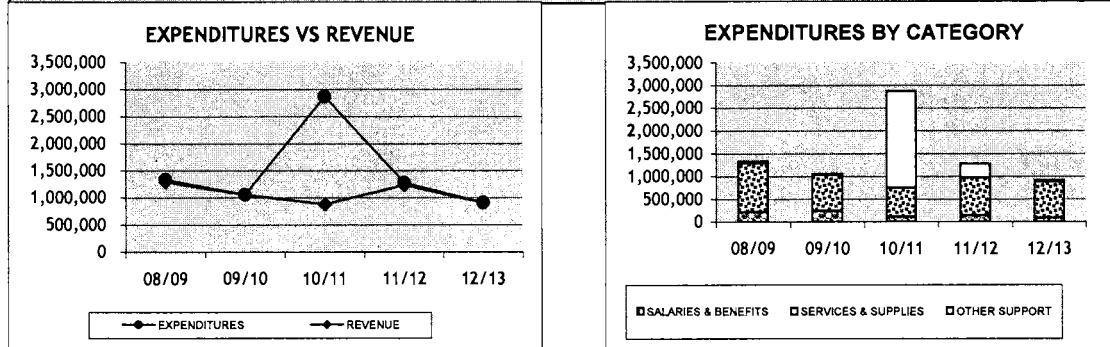 EXPENDITURES VS REVENUE
3,500,000
3,000,000
2,500,000
2,000,000
1,500,000
1,000,000
500,000
0
08/09 09/10 10/11 11/12 12/13
EXPENDITURES REVENUE
EXPENDITURES BY CATEGORY
3,500,000
3,000,000
2,500,000
2,000,000
1,500,000
1,000,000
500,000
0
08/09 09/10 10/11 11/12 12/13
SALARIES & BENEFITS SERVICES & SUPPLIES OTHER SUPPORT